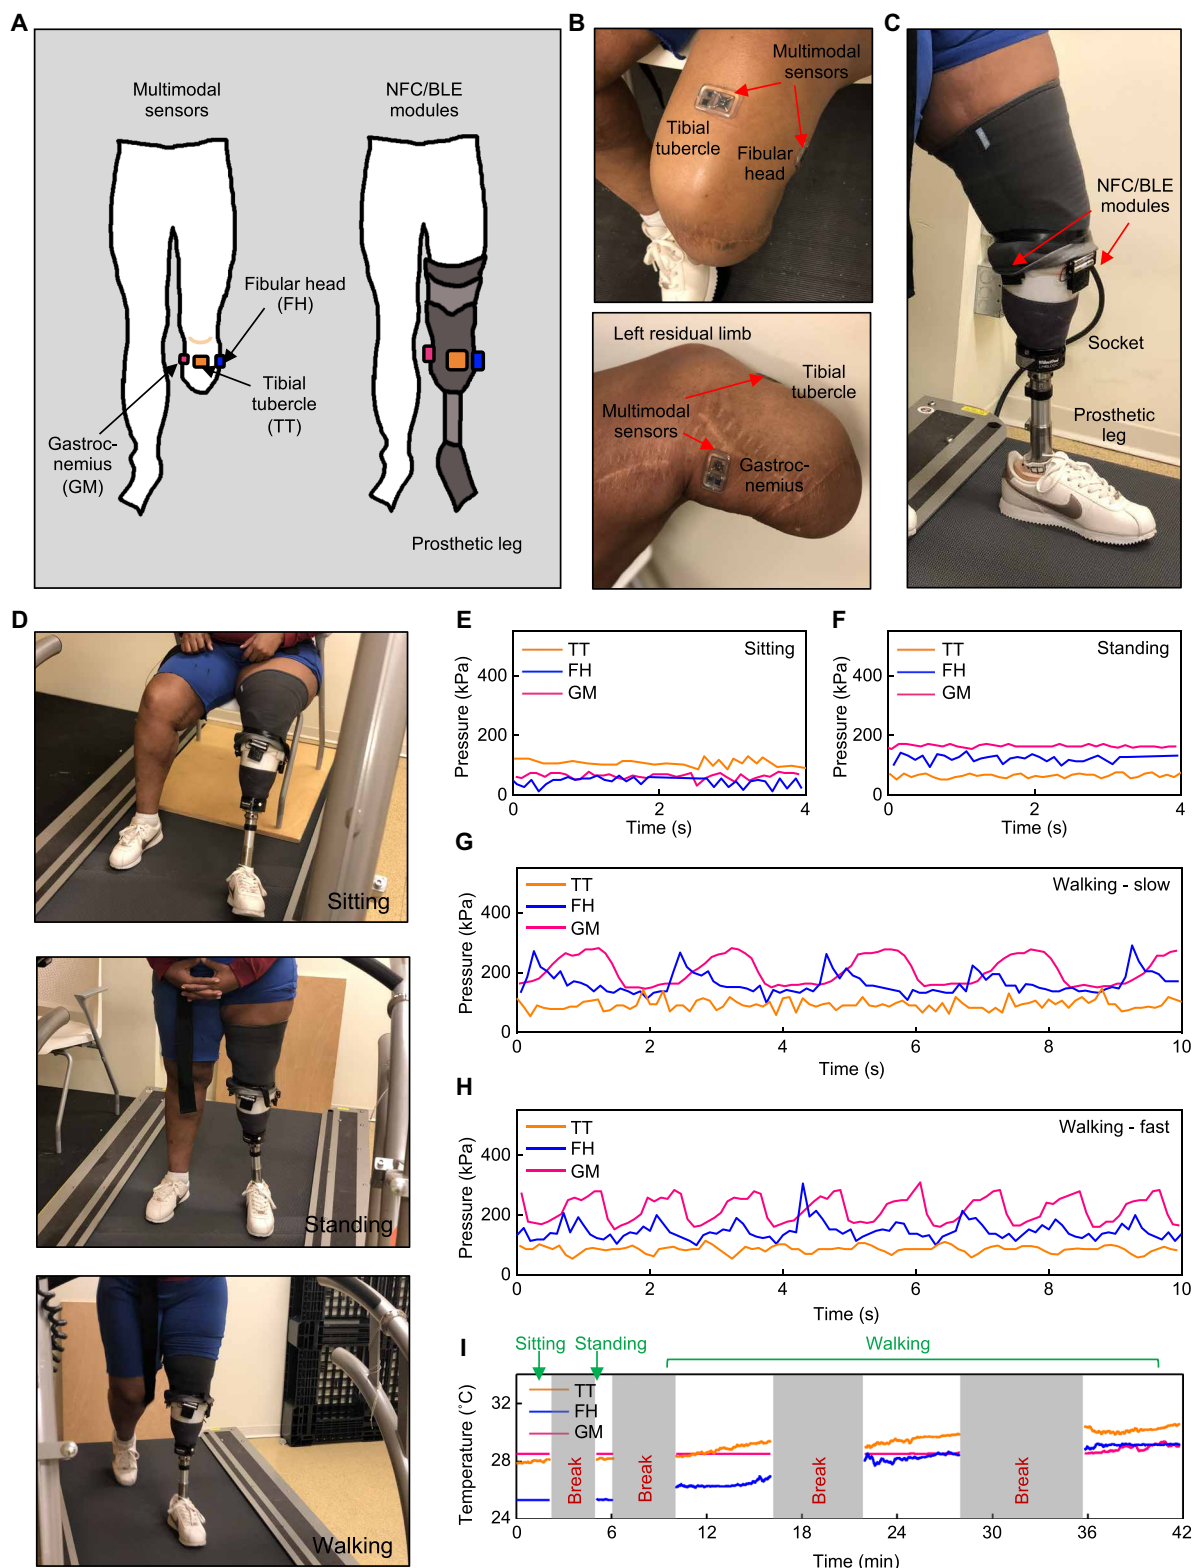 A
Multimodal
sensors
NFC/BLE
modules
Fibular head
(FH)
Tibial
tubercle
(TT)
Gastroc-
nemius
(GM)
Prosthetic leg
B
Multimodal
sensors
Tibial
tubercle
Fibular
head
Left residual limb
Tibial
tubercle
Multimodal
sensors
Gastroc-
nemius
C
NFC/BLE
modules
Socket
Prosthetic
leg
D
Sitting
Standing
Walking
E
TT
FH
GM
Sitting
Pressure (kPa)
400
200
0
0 2 4
Time (s)
F
TT
FH
GM
Standing
Pressure (kPa)
400
200
0
0 2 4
Time (s)
G
TT
FH
GM
Walking - slow
Pressure (kPa)
400
200
0
0 2 4 6 8 10
Time (s)
H
TT
FH
GM
Walking - fast
Pressure (kPa)
400
200
0
0 2 4 6 8 10
Time (s)
I
Sitting Standing Walking
TT
FH
GM
Temperature (°C)
32
28
24
Break
Break
Break
Break
0 6 12 18 24 30 36 42
Time (min)